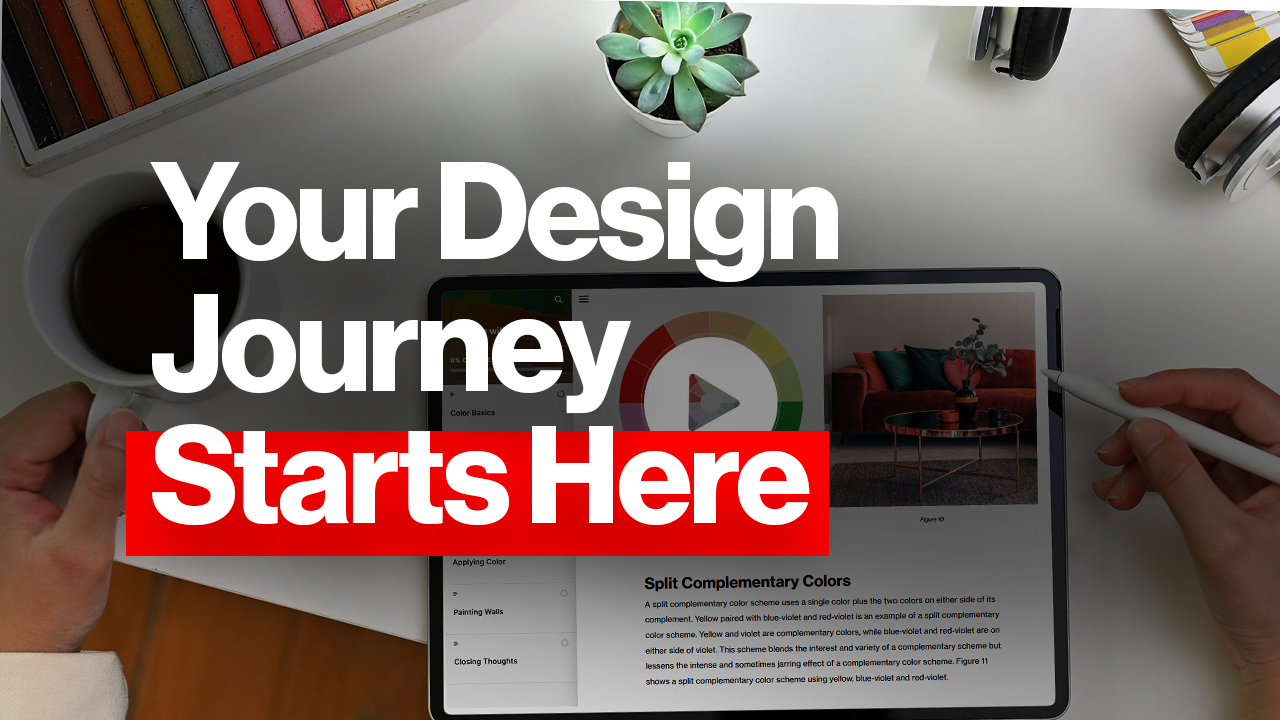 Your Design
Journey
Starts Here
0%
Color Basics
Applying Color
Painting Walls
Closing Thoughts
Figure 10
Split Complementary Colors
A split complementary color scheme uses a single color plus the two colors on either side of its
complement. Yellow paired with blue-violet and red-violet is an example of a split complementary
color scheme. Yellow and violet are complementary colors, while blue-violet and red-violet are on
either side of violet. This scheme blends the interest and variety of a complementary scheme but
lessens the intense and sometimes jarring effect of a complementary color scheme. Figure 11
shows a split complementary color scheme using yellow, blue-violet and red-violet.